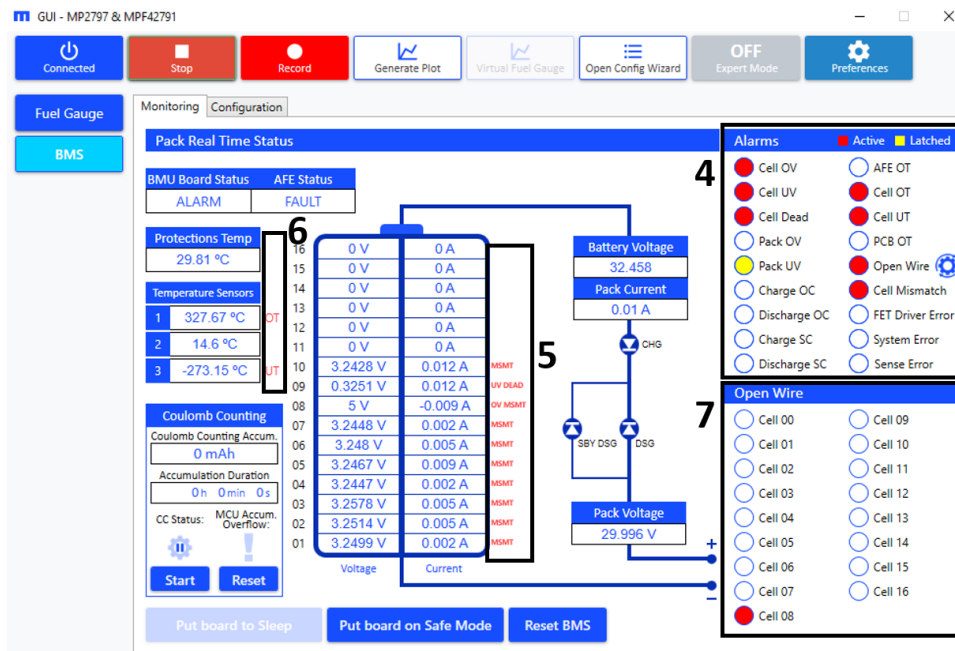 GUI - MP2797 & MPF42791
Connected Stop Record Generate Plot Virtual Fuel Gauge Open Config Wizard OFF Expert Mode Preferences
Fuel Gauge
BMS
Monitoring Configuration
Pack Real Time Status
BMU Board Status AFE Status
ALARM FAULT
Protections Temp
29.81 ºC
Temperature Sensors
1 327.67 ºC OT
2 14.6 ºC
3 -273.15 ºC UT
6
Coulomb Counting
Coulomb Counting Accum.
0 mAh
Accumulation Duration
0 h 0 min 0 s
CC Status: MCU Accum. Overflow:
Start Reset
16 0 V 0 A
15 0 V 0 A
14 0 V 0 A
13 0 V 0 A
12 0 V 0 A
11 0 V 0 A
10 3.2428 V 0.012 A MSMT
09 0.3251 V 0.012 A UV DEAD
08 5 V -0.009 A OV MSMT
07 3.2448 V 0.002 A MSMT
06 3.248 V 0.005 A MSMT
05 3.2467 V 0.009 A MSMT
04 3.2447 V 0.002 A MSMT
03 3.2578 V 0.005 A MSMT
02 3.2514 V 0.005 A MSMT
01 3.2499 V 0.002 A MSMT
Voltage Current
5
Battery Voltage
32.458
Pack Current
0.01 A
CHG
SBY DSG DSG
Pack Voltage
29.996 V
+
−
Put board to Sleep Put board on Safe Mode Reset BMS
4
Alarms Active Latched
Cell OV AFE OT
Cell UV Cell OT
Cell Dead Cell UT
Pack OV PCB OT
Pack UV Open Wire
Charge OC Cell Mismatch
Discharge OC FET Driver Error
Charge SC System Error
Discharge SC Sense Error
7
Open Wire
Cell 00 Cell 09
Cell 01 Cell 10
Cell 02 Cell 11
Cell 03 Cell 12
Cell 04 Cell 13
Cell 05 Cell 14
Cell 06 Cell 15
Cell 07 Cell 16
Cell 08